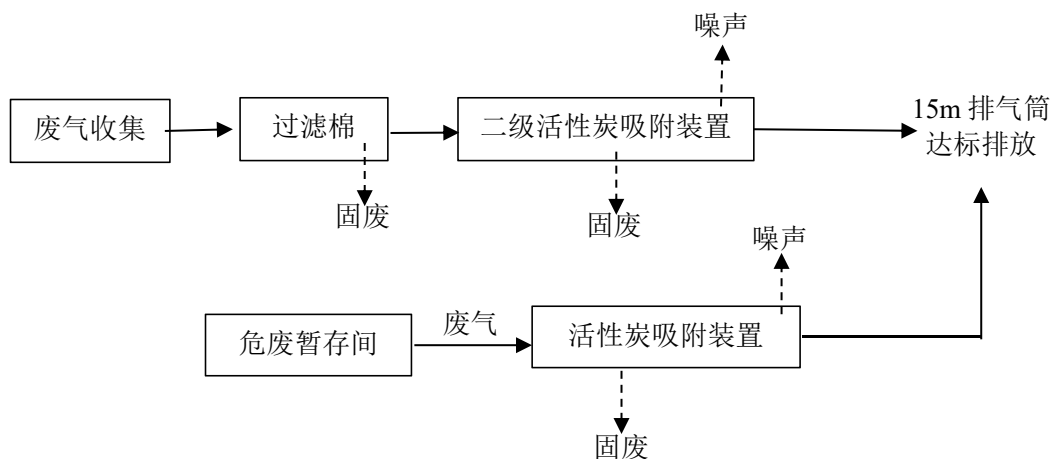 噪声
废气收集
过滤棉
二级活性炭吸附装置
15m 排气筒
达标排放
固废
固废
噪声
危废暂存间
废气
活性炭吸附装置
固废